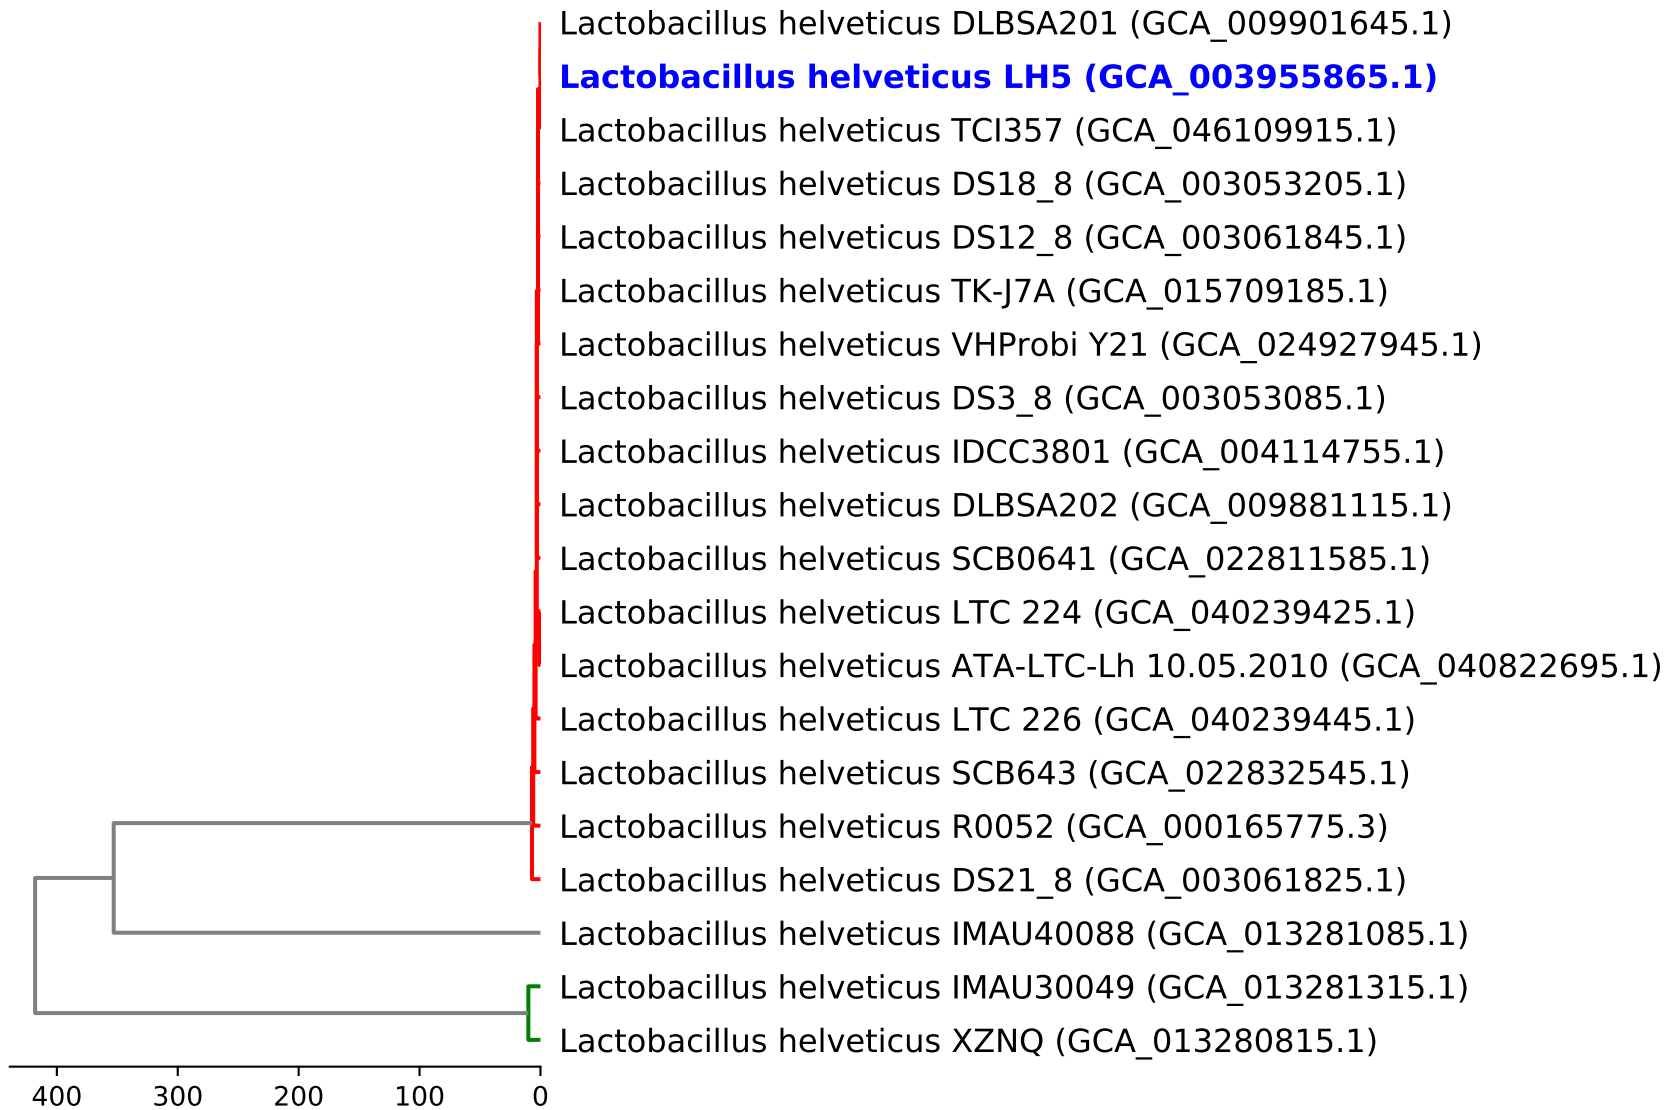 Lactobacillus helveticus DLBSA201 (GCA_009901645.1)
Lactobacillus helveticus LH5 (GCA_003955865.1)
Lactobacillus helveticus TCI357 (GCA_046109915.1)
Lactobacillus helveticus DS18_8 (GCA_003053205.1)
Lactobacillus helveticus DS12_8 (GCA_003061845.1)
Lactobacillus helveticus TK-J7A (GCA_015709185.1)
Lactobacillus helveticus VHProbi Y21 (GCA_024927945.1)
Lactobacillus helveticus DS3_8 (GCA_003053085.1)
Lactobacillus helveticus IDCC3801 (GCA_004114755.1)
Lactobacillus helveticus DLBSA202 (GCA_009881115.1)
Lactobacillus helveticus SCB0641 (GCA_022811585.1)
Lactobacillus helveticus LTC 224 (GCA_040239425.1)
Lactobacillus helveticus ATA-LTC-Lh 10.05.2010 (GCA_040822695.1)
Lactobacillus helveticus LTC 226 (GCA_040239445.1)
Lactobacillus helveticus SCB643 (GCA_022832545.1)
Lactobacillus helveticus R0052 (GCA_000165775.3)
Lactobacillus helveticus DS21_8 (GCA_003061825.1)
Lactobacillus helveticus IMAU40088 (GCA_013281085.1)
Lactobacillus helveticus IMAU30049 (GCA_013281315.1)
Lactobacillus helveticus XZNQ (GCA_013280815.1)
400 300 200 100 0